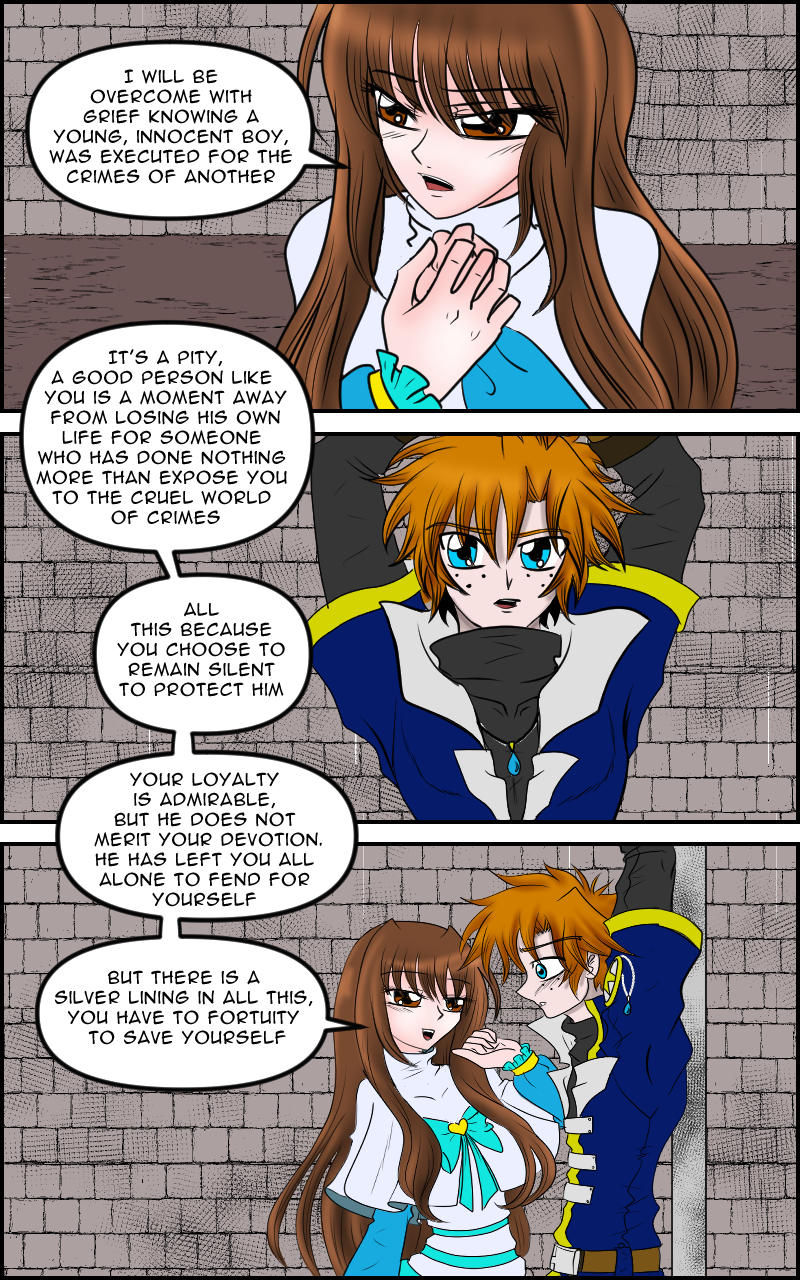 I WILL BE
OVERCOME WITH
GRIEF KNOWING A
YOUNG, INNOCENT BOY,
WAS EXECUTED FOR THE
CRIMES OF ANOTHER
IT'S A PITY,
A GOOD PERSON LIKE
YOU IS A MOMENT AWAY
FROM LOSING HIS OWN
LIFE FOR SOMEONE
WHO HAS DONE NOTHING
MORE THAN EXPOSE YOU
TO THE CRUEL WORLD
OF CRIMES
ALL
THIS BECAUSE
YOU CHOOSE TO
REMAIN SILENT
TO PROTECT HIM
YOUR LOYALTY
IS ADMIRABLE,
BUT HE DOES NOT
MERIT YOUR DEVOTION.
HE HAS LEFT YOU ALL
ALONE TO FEND FOR
YOURSELF
BUT THERE IS A
SILVER LINING IN ALL THIS,
YOU HAVE TO FORTUITY
TO SAVE YOURSELF